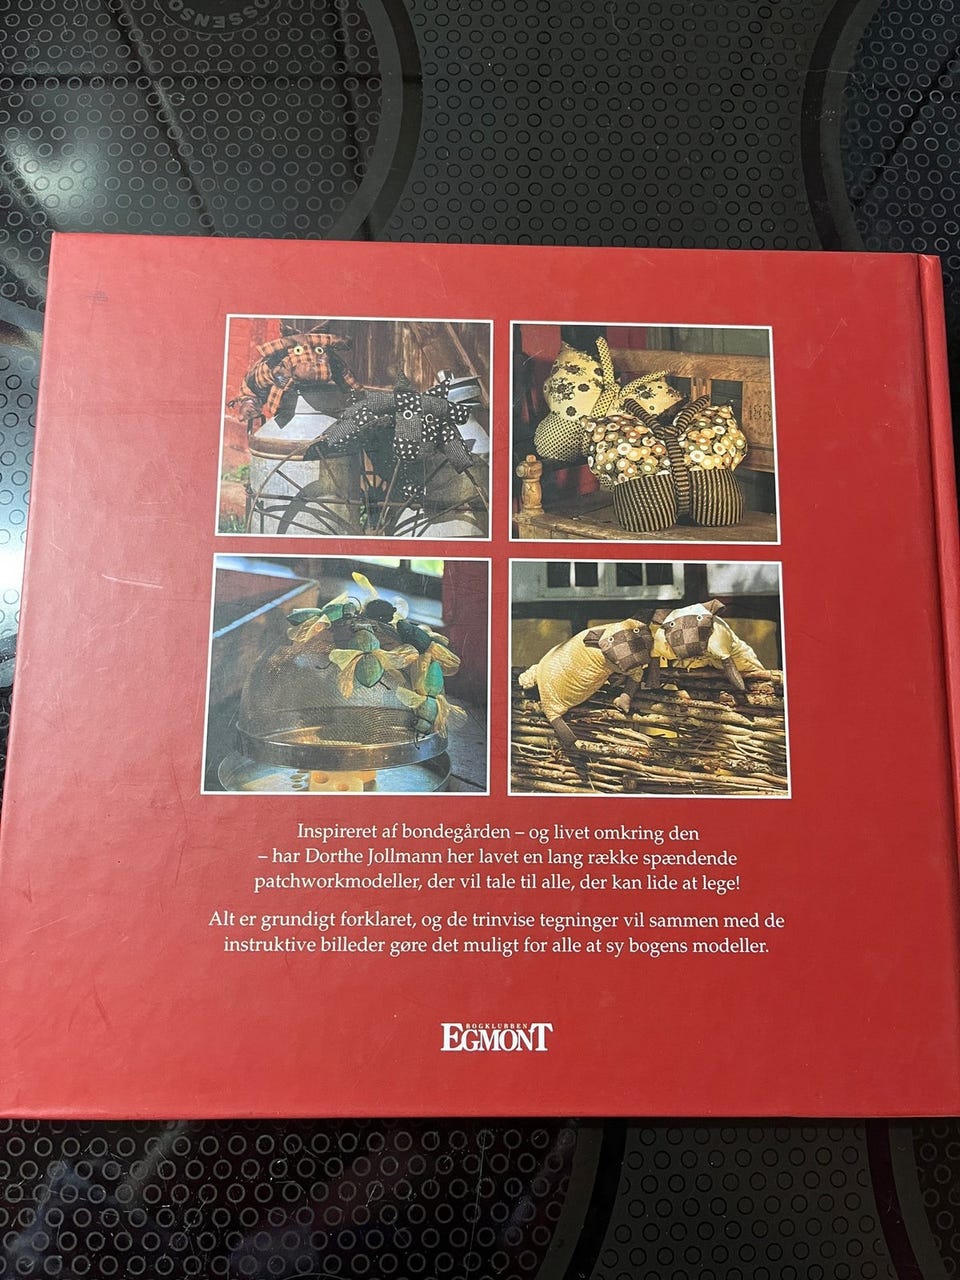 Inspireret af bondegården – og livet omkring den
– har Dorthe Jollmann her lavet en lang række spændende
patchworkmodeller, der vil tale til alle, der kan lide at lege!
Alt er grundigt forklaret, og de trinvise tegninger vil sammen med de
instruktive billeder gøre det muligt for alle at sy bogens modeller.
BOGKLUBBEN
EGMONT